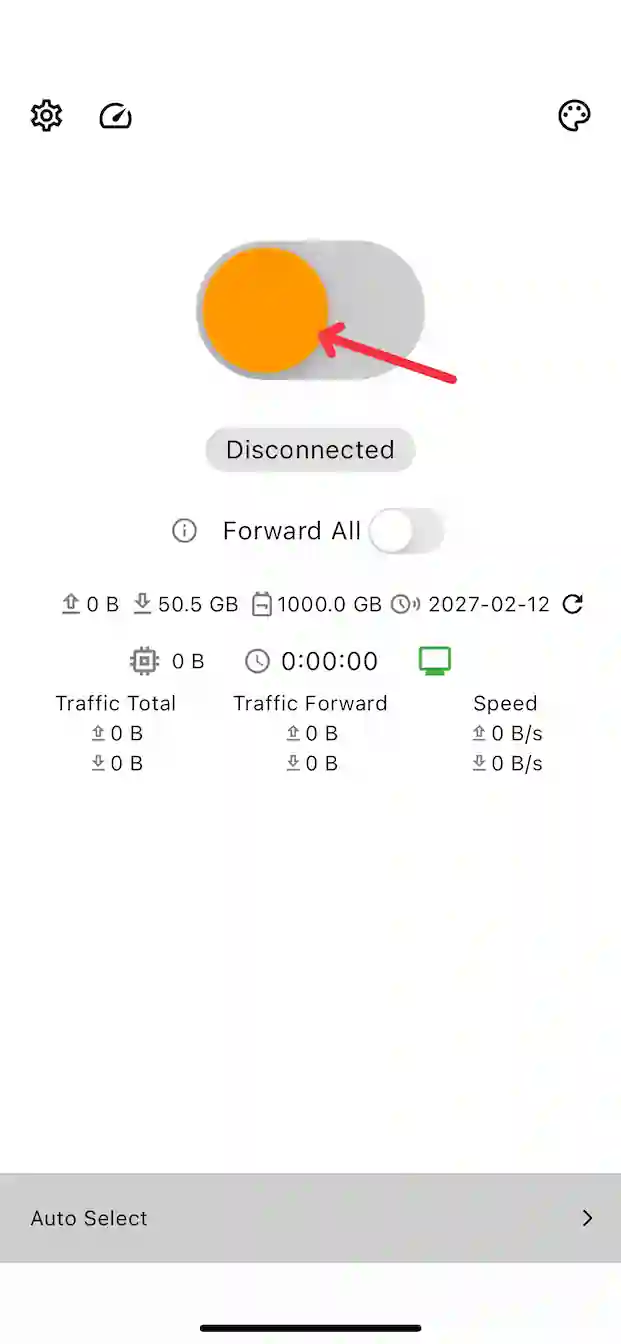 Disconnected
Forward All
0 B 50.5 GB 1000.0 GB 2027-02-12
0 B 0:00:00
Traffic Total Traffic Forward Speed
0 B 0 B 0 B/s
0 B 0 B 0 B/s
Auto Select